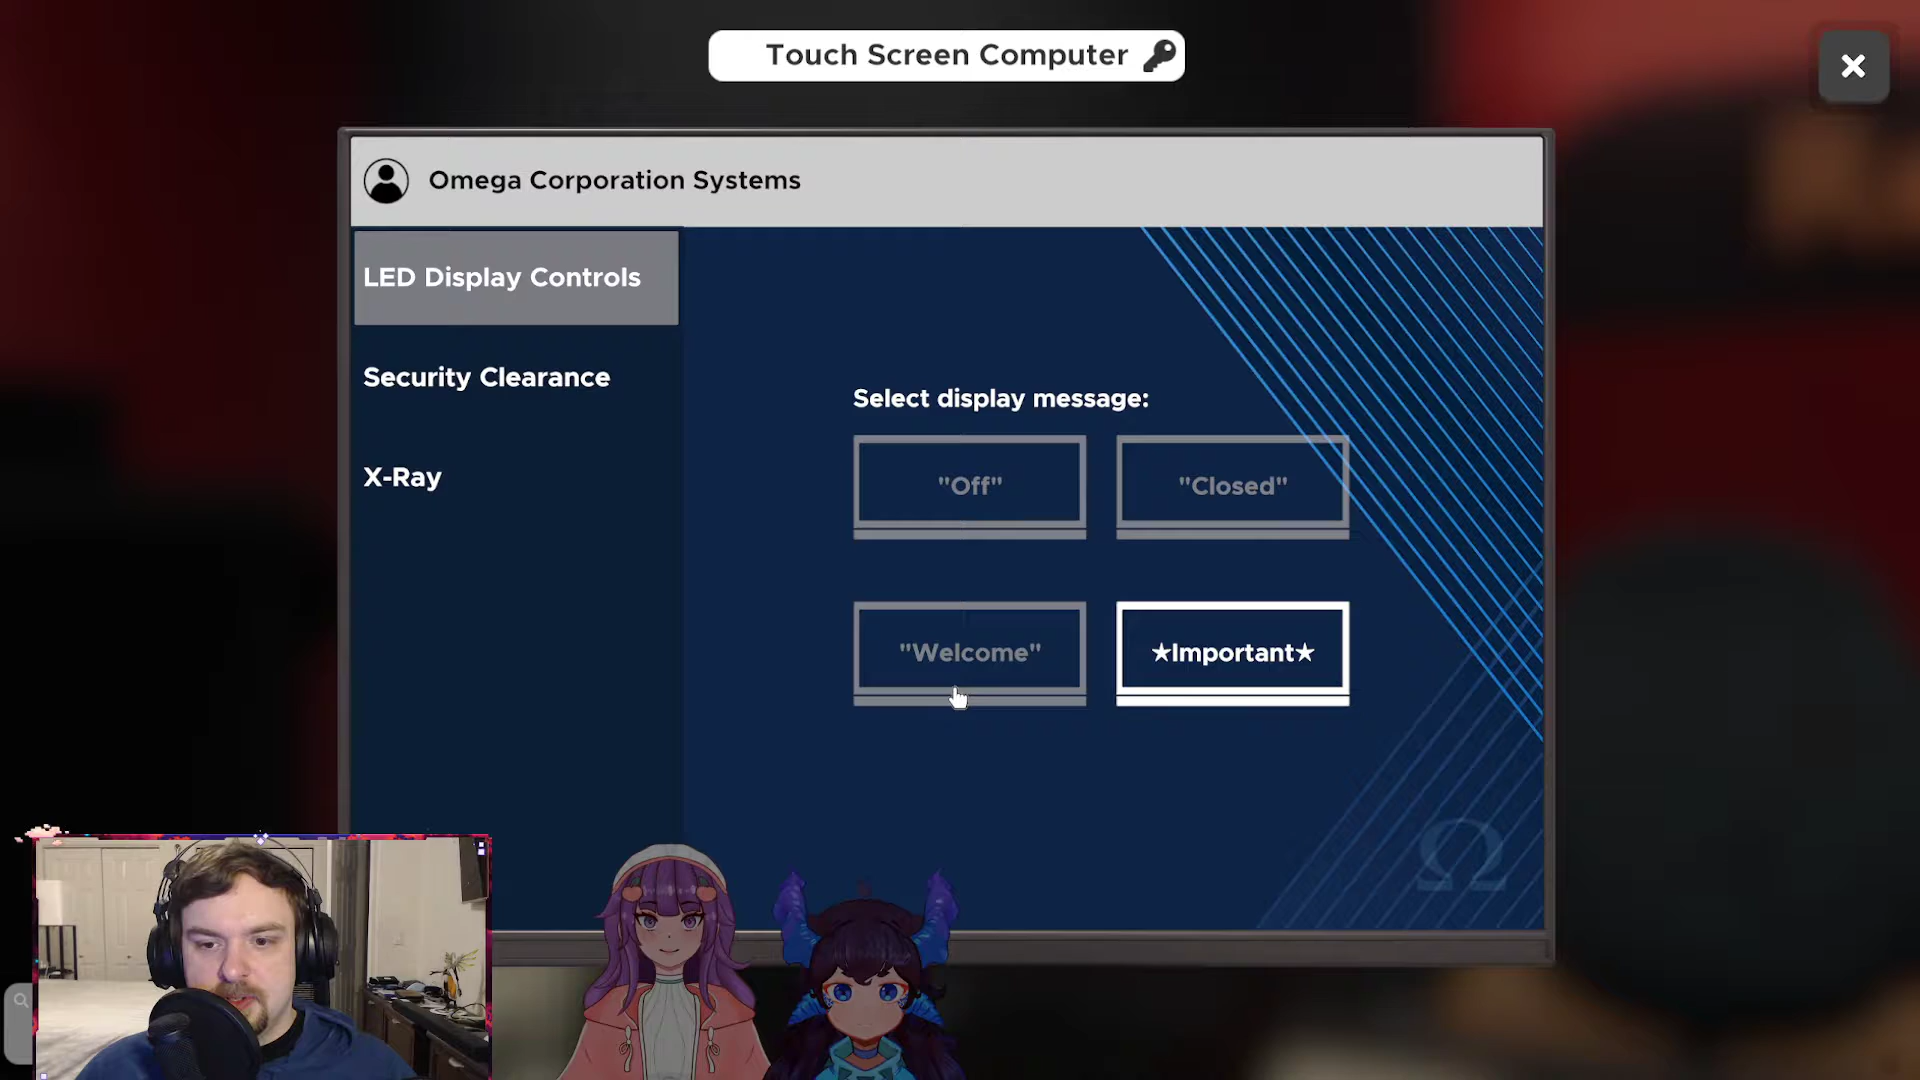 Touch Screen Computer
Omega Corporation Systems
LED Display Controls
Security Clearance
X-Ray
Select display message:
"Off"
"Closed"
"Welcome"
★Important★
Ω